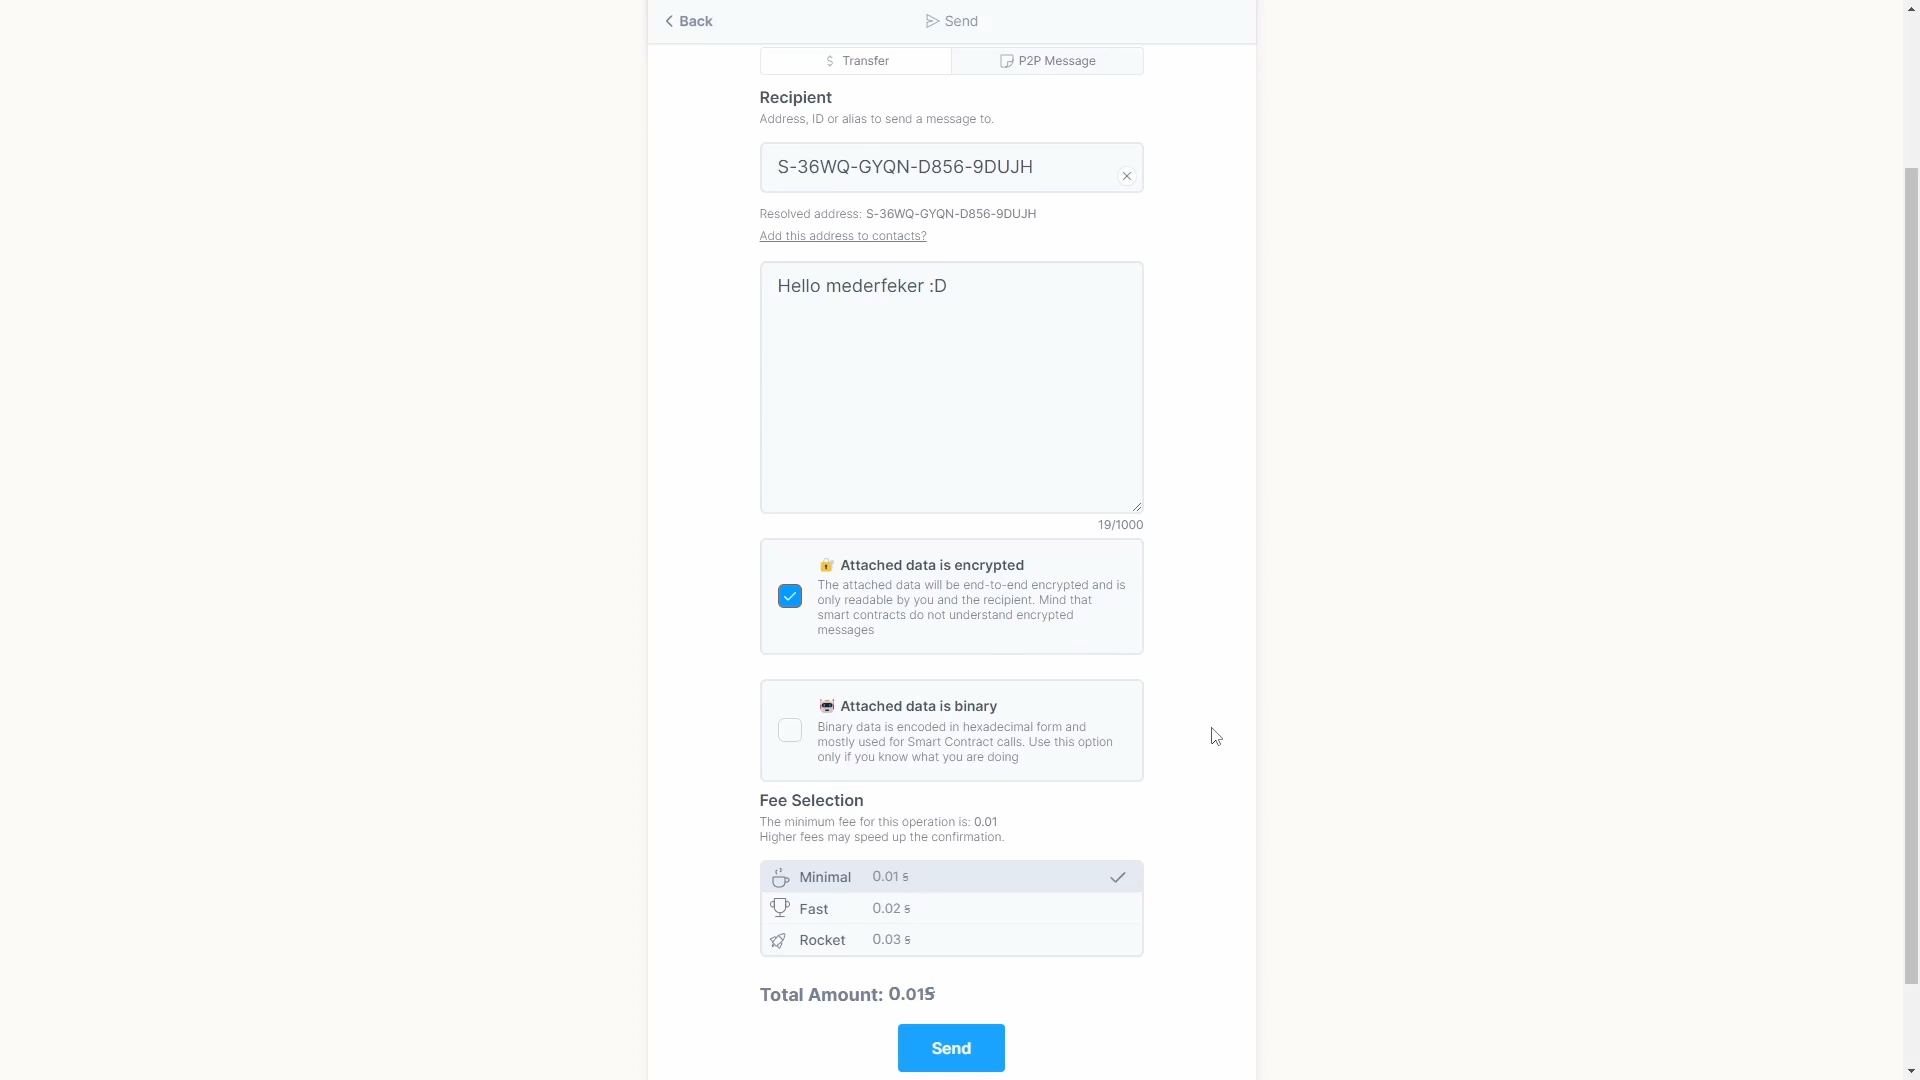 Back
Send
Transfer
P2P Message
Recipient
Address, ID or alias to send a message to.
S-36WQ-GYQN-D856-9DUJH
Resolved address: S-36WQ-GYQN-D856-9DUJH
Add this address to contacts?
Hello mederfeker :D
19/1000
🔐 Attached data is encrypted
The attached data will be end-to-end encrypted and is
only readable by you and the recipient. Mind that
smart contracts do not understand encrypted
messages
🤖 Attached data is binary
Binary data is encoded in hexadecimal form and
mostly used for Smart Contract calls. Use this option
only if you know what you are doing
Fee Selection
The minimum fee for this operation is: 0.01
Higher fees may speed up the confirmation.
Minimal 0.01 Ꞩ
Fast 0.02 Ꞩ
Rocket 0.03 Ꞩ
Total Amount: 0.01Ꞩ
Send